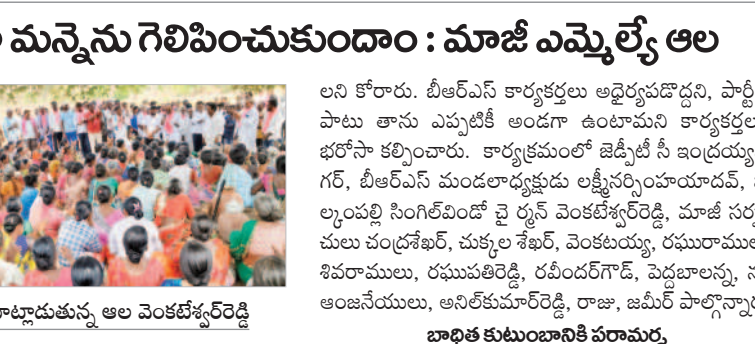 మన్నెను గెలిపించుకుందాం : మాజీ ఎమ్మెల్యే ఆల
మాట్లాడుతున్న ఆల వెంకటేశ్వర్‌రెడ్డి
లని కోరారు. బీఆర్ఎస్ కార్యకర్తలు అధైర్యపడొద్దని, పార్టీ
పాటు తాను ఎప్పటికీ అండగా ఉంటామని కార్యకర్తల
భరోసా కల్పించారు. కార్యక్రమంలో జెడ్పీటీ సీ ఇంద్రయ్య
గర్, బీఆర్ఎస్ మండలాధ్యక్షుడు లక్ష్మీనర్సింహయాదవ్,
ల్కంపల్లి సింగిల్‌విండో చై ర్మన్ వెంకటేశ్వర్‌రెడ్డి, మాజీ సర్ప
చులు చంద్రశేఖర్, చుక్కల శేఖర్, వెంకటయ్య, రఘురాములు
శివరాములు, రఘుపతిరెడ్డి, రవీందర్‌గౌడ్, పెద్దబాలన్న,
ఆంజనేయులు, అనిల్‌కుమార్‌రెడ్డి, రాజు, జమీర్ పాల్గొన్నార
బాధిత కుటుంబానికి పరామర్శ